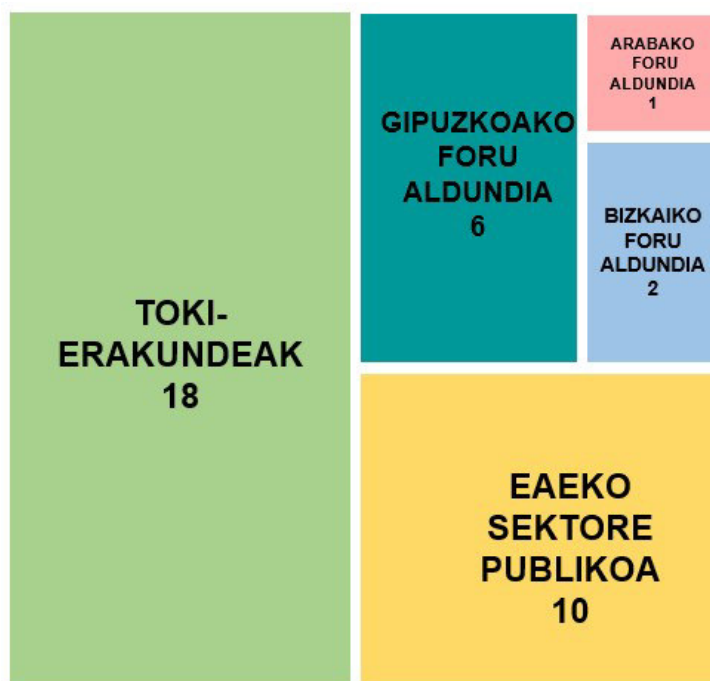 TOKI-
ERAKUNDEAK
18
GIPUZKOAKO
FORU
ALDUNDIA
6
ARABAKO
FORU
ALDUNDIA
1
BIZKAIKO
FORU
ALDUNDIA
2
EAEKO
SEKTORE
PUBLIKOA
10